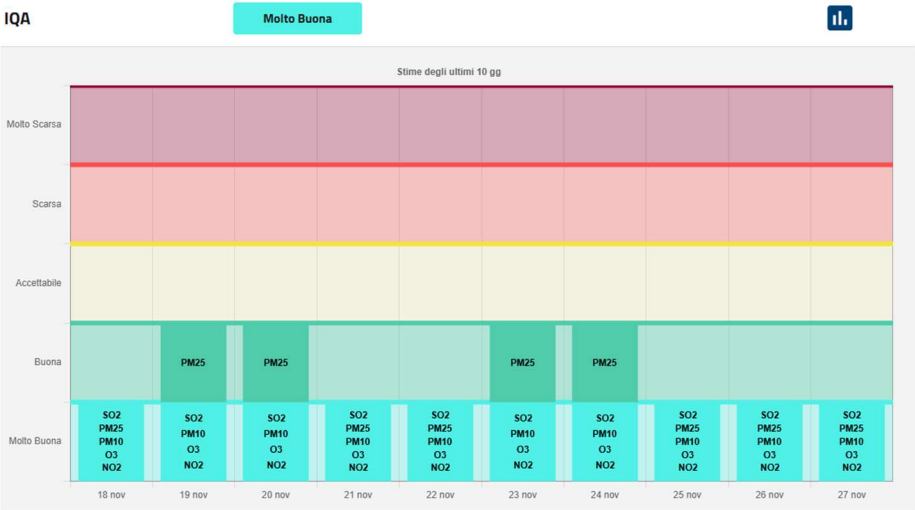 IQA
Molto Buona
Stime degli ultimi 10 gg
Molto Scarsa
Scarsa
Accettabile
Buona
PM25
PM25
PM25
PM25
Molto Buona
SO2
PM25
PM10
O3
NO2
SO2
PM10
O3
NO2
SO2
PM10
O3
NO2
SO2
PM25
PM10
O3
NO2
SO2
PM25
PM10
O3
NO2
SO2
PM10
O3
NO2
SO2
PM10
O3
NO2
SO2
PM25
PM10
O3
NO2
SO2
PM25
PM10
O3
NO2
SO2
PM25
PM10
O3
NO2
18 nov
19 nov
20 nov
21 nov
22 nov
23 nov
24 nov
25 nov
26 nov
27 nov